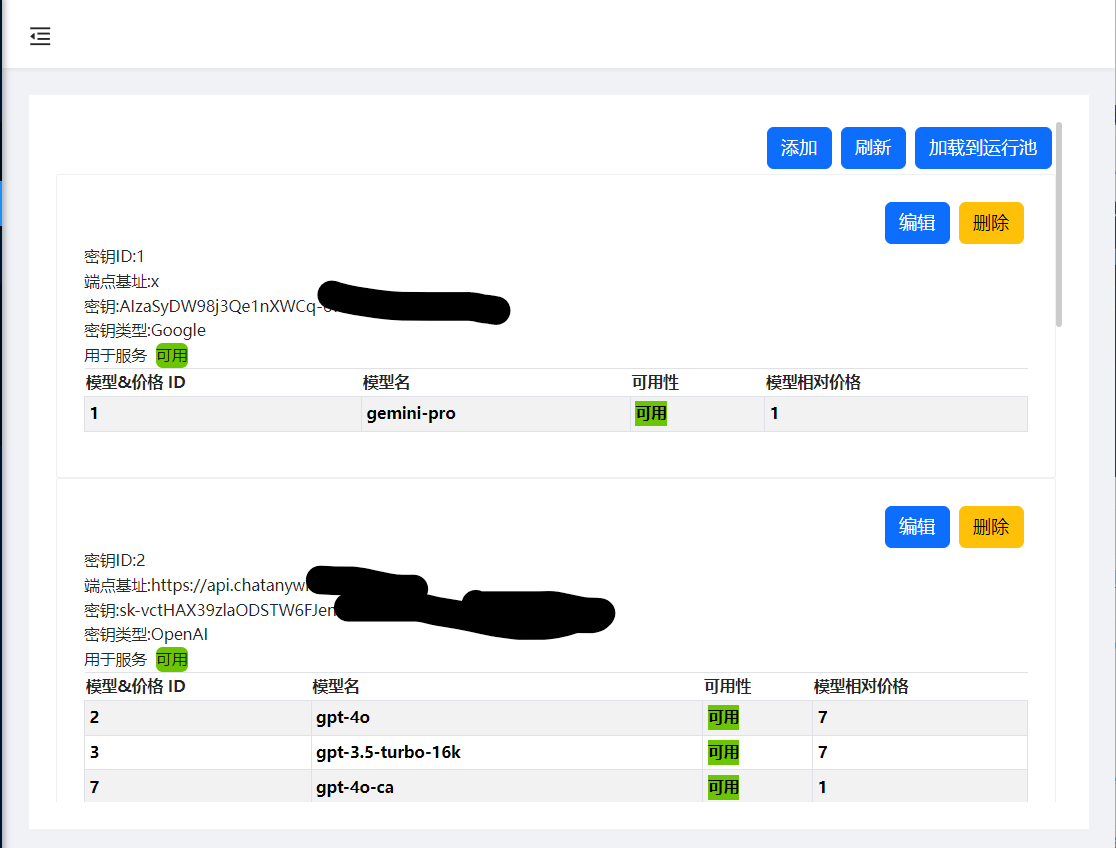 添加 刷新 加载到运行池
编辑 删除
密钥ID:1
端点基址:x
密钥:AIzaSyDW98j3Qe1nXWCq-
密钥类型:Google
用于服务 可用
模型&价格 ID 模型名 可用性 模型相对价格
1 gemini-pro 可用 1
编辑 删除
密钥ID:2
端点基址:https://api.chatanyw
密钥:sk-vctHAX39zlaODSTW6FJer
密钥类型:OpenAI
用于服务 可用
模型&价格 ID 模型名 可用性 模型相对价格
2 gpt-4o 可用 7
3 gpt-3.5-turbo-16k 可用 7
7 gpt-4o-ca 可用 1